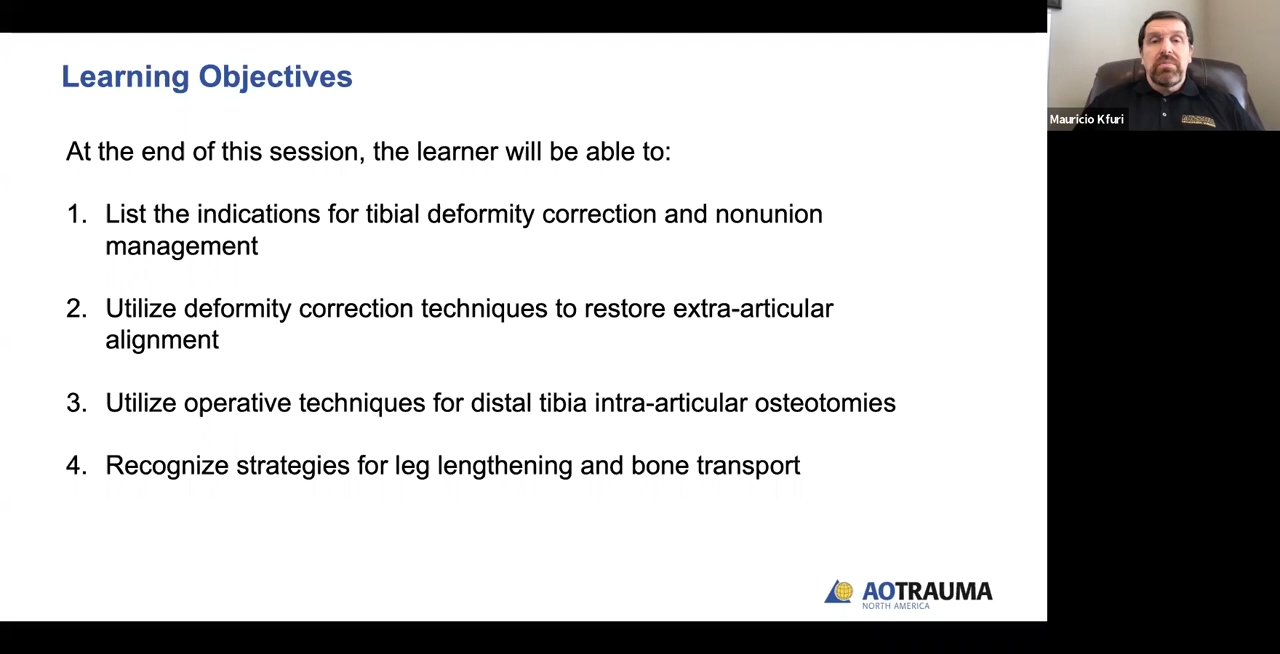 Learning Objectives
At the end of this session, the learner will be able to:
1. List the indications for tibial deformity correction and nonunion
management
2. Utilize deformity correction techniques to restore extra-articular
alignment
3. Utilize operative techniques for distal tibia intra-articular osteotomies
4. Recognize strategies for leg lengthening and bone transport
AOTRAUMA
NORTH AMERICA
Mauricio Kfuri